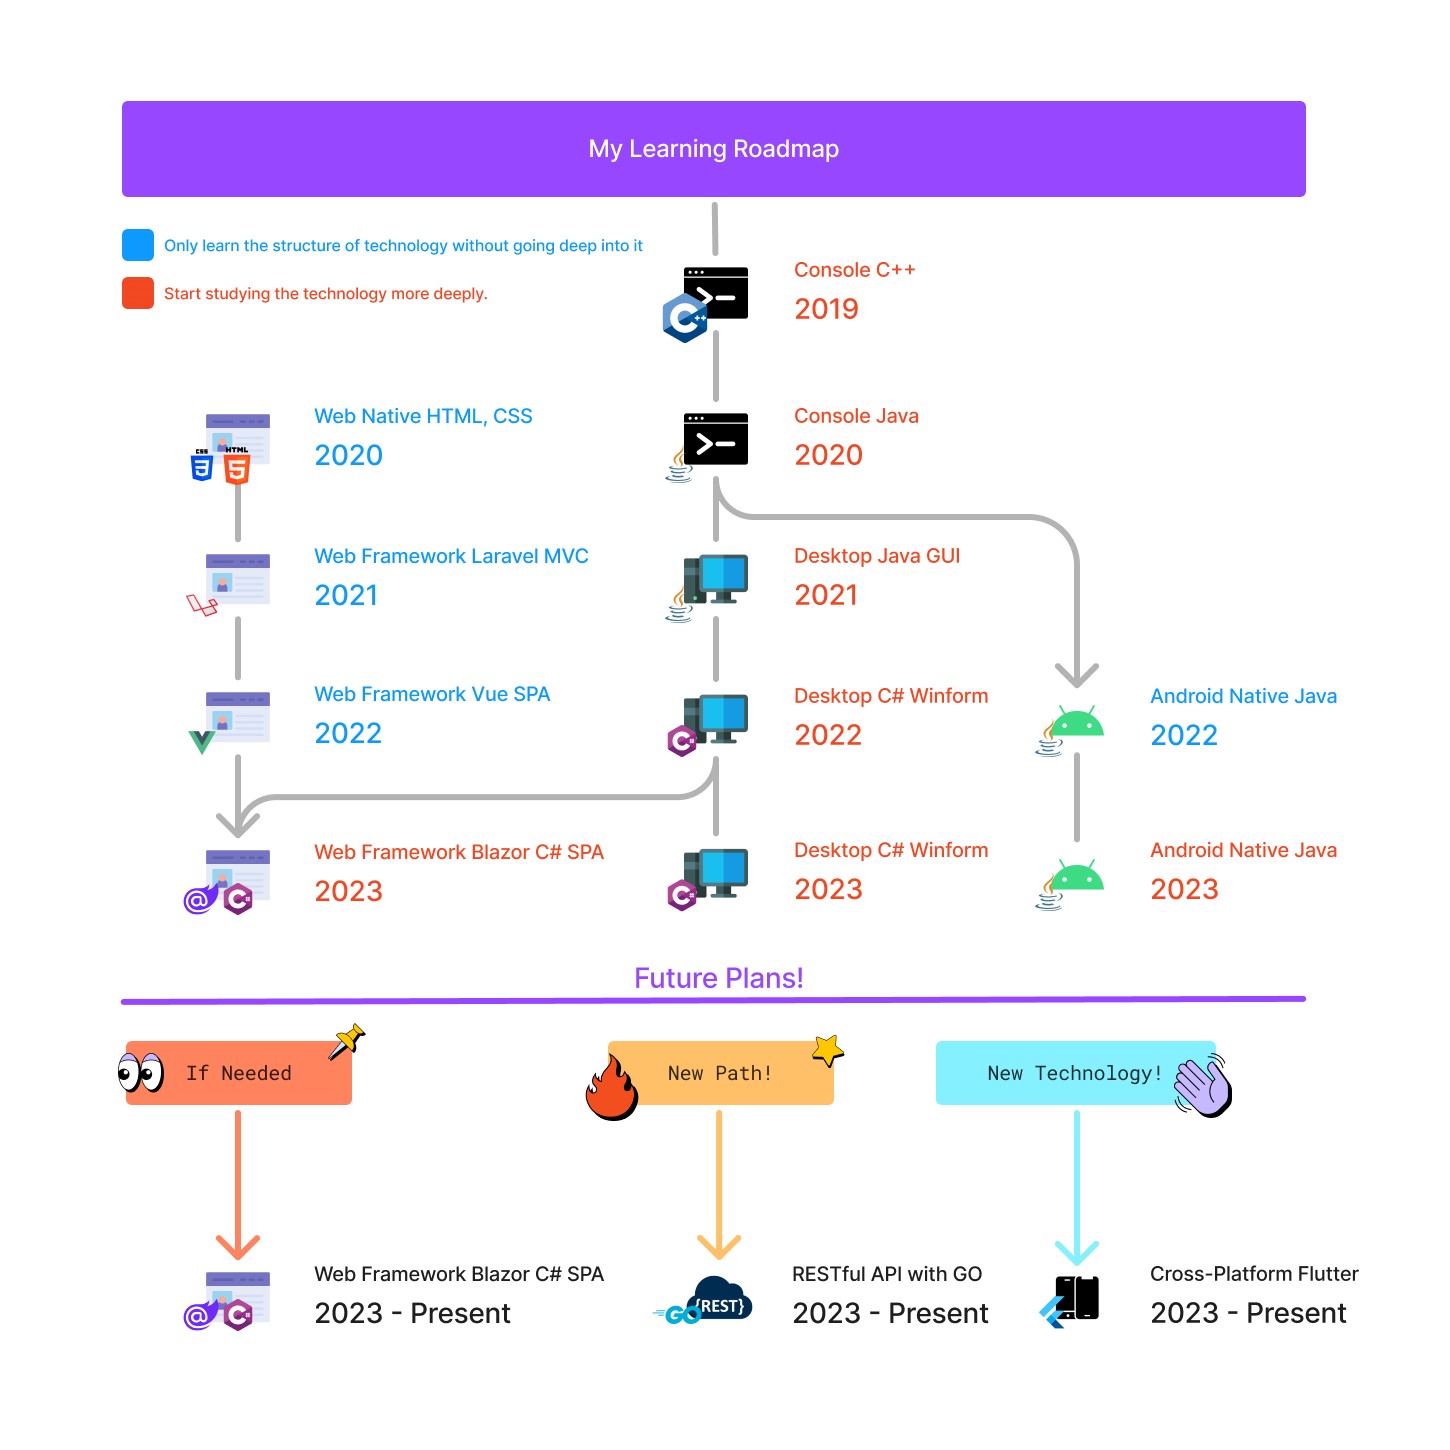 My Learning Roadmap
Only learn the structure of technology without going deep into it
Start studying the technology more deeply.
Console C++
2019
C++
Web Native HTML, CSS
2020
CSS
3
HTML
5
Console Java
2020
Web Framework Laravel MVC
2021
Desktop Java GUI
2021
Web Framework Vue SPA
2022
Desktop C# Winform
2022
C#
Android Native Java
2022
Web Framework Blazor C# SPA
2023
@
C#
Desktop C# Winform
2023
C#
Android Native Java
2023
Future Plans!
If Needed
New Path!
New Technology!
Web Framework Blazor C# SPA
2023 - Present
@
C#
RESTful API with GO
2023 - Present
GO
{REST}
Cross-Platform Flutter
2023 - Present